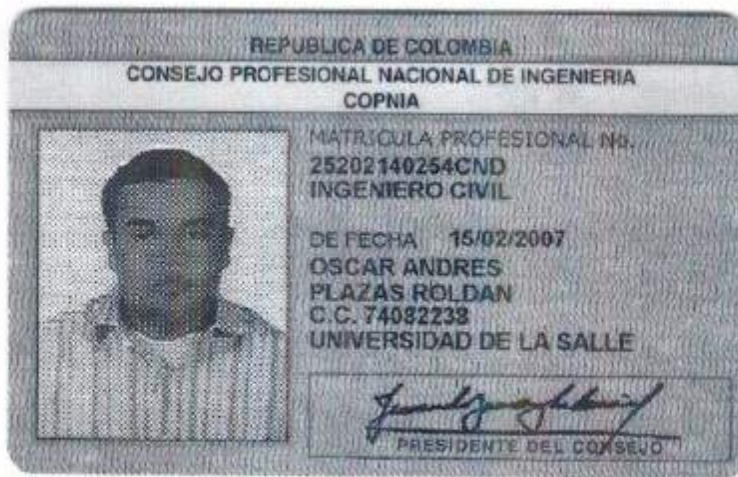 REPUBLICA DE COLOMBIA
CONSEJO PROFESIONAL NACIONAL DE INGENIERIA
COPNIA
MATRICULA PROFESIONAL No.
25202140254CND
INGENIERO CIVIL
DE FECHA 15/02/2007
OSCAR ANDRES
PLAZAS ROLDAN
C.C. 74082238
UNIVERSIDAD DE LA SALLE
PRESIDENTE DEL CONSEJO